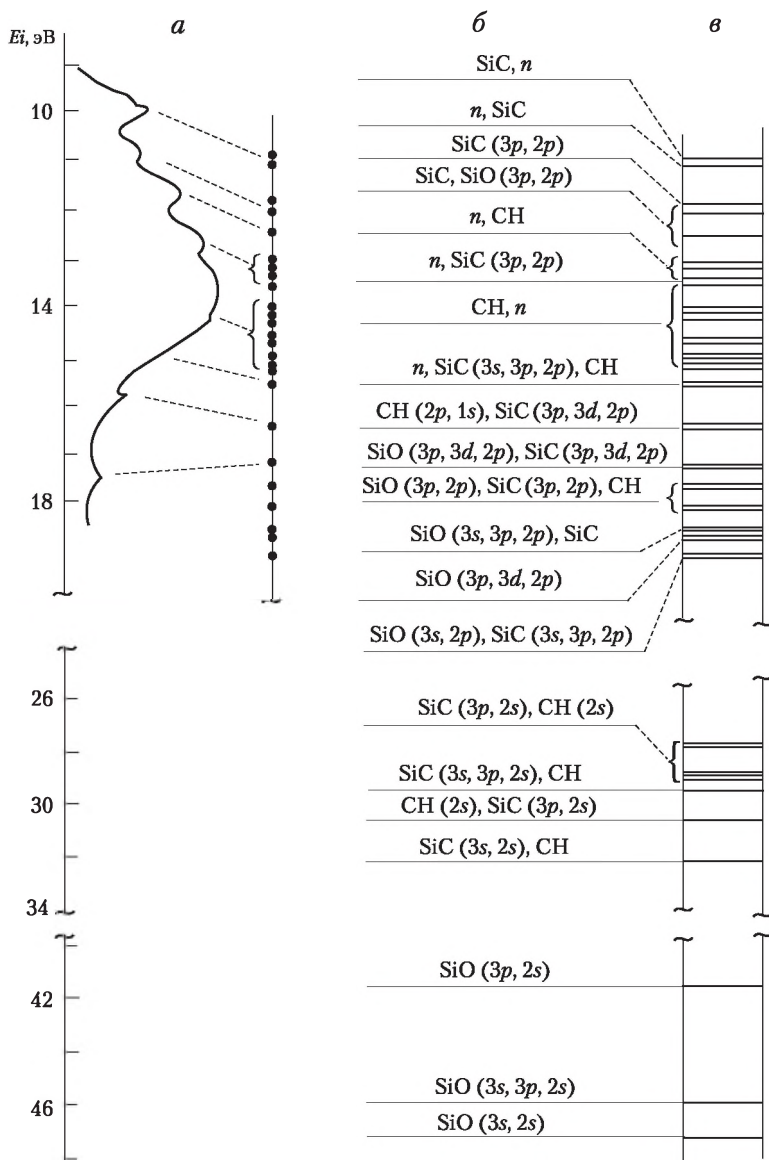 а б в
Ei, эВ
SiC, n
10
n, SiC
SiC (3p, 2p)
SiC, SiO (3p, 2p)
n, CH
n, SiC (3p, 2p)
14
CH, n
n, SiC (3s, 3p, 2p), CH
CH (2p, 1s), SiC (3p, 3d, 2p)
SiO (3p, 3d, 2p), SiC (3p, 3d, 2p)
SiO (3p, 2p), SiC (3p, 2p), CH
18
SiO (3s, 3p, 2p), SiC
SiO (3p, 3d, 2p)
SiO (3s, 2p), SiC (3s, 3p, 2p)
26
SiC (3p, 2s), CH (2s)
SiC (3s, 3p, 2s), CH
30
CH (2s), SiC (3p, 2s)
SiC (3s, 2s), CH
34
SiO (3p, 2s)
42
SiO (3s, 3p, 2s)
46
SiO (3s, 2s)